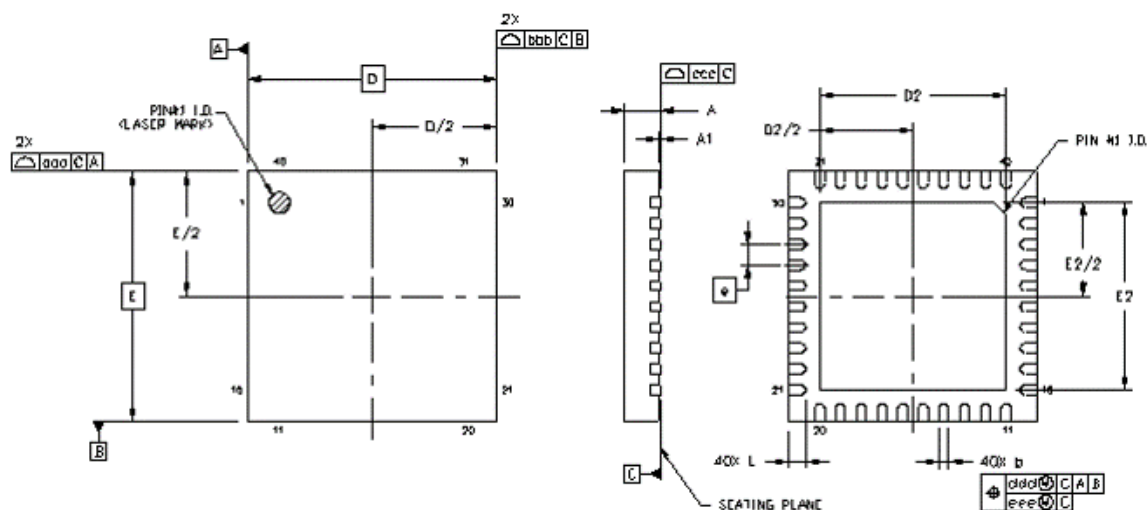 2X
bbb C B
A
D
PIN#1 I.D.
(LASER MARK)
D/2
2X
aaa C A
40
31
1
30
E/2
E
10
21
11
20
B
ccc C
A
A1
C
SEATING PLANE
D2
D2/2
PIN #1 I.D.
31
40
30
1
e
E2/2
E2
21
10
20
11
40X L
40X b
ddd M C A B
eee M C